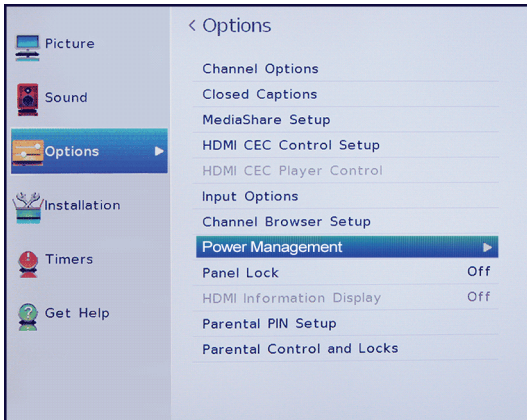 Options
Picture
Sound
Options
Installation
Timers
Get Help
Channel Options
Closed Captions
MediaShare Setup
HDMI CEC Control Setup
HDMI CEC Player Control
Input Options
Channel Browser Setup
Power Management
Panel Lock Off
HDMI Information Display Off
Parental PIN Setup
Parental Control and Locks